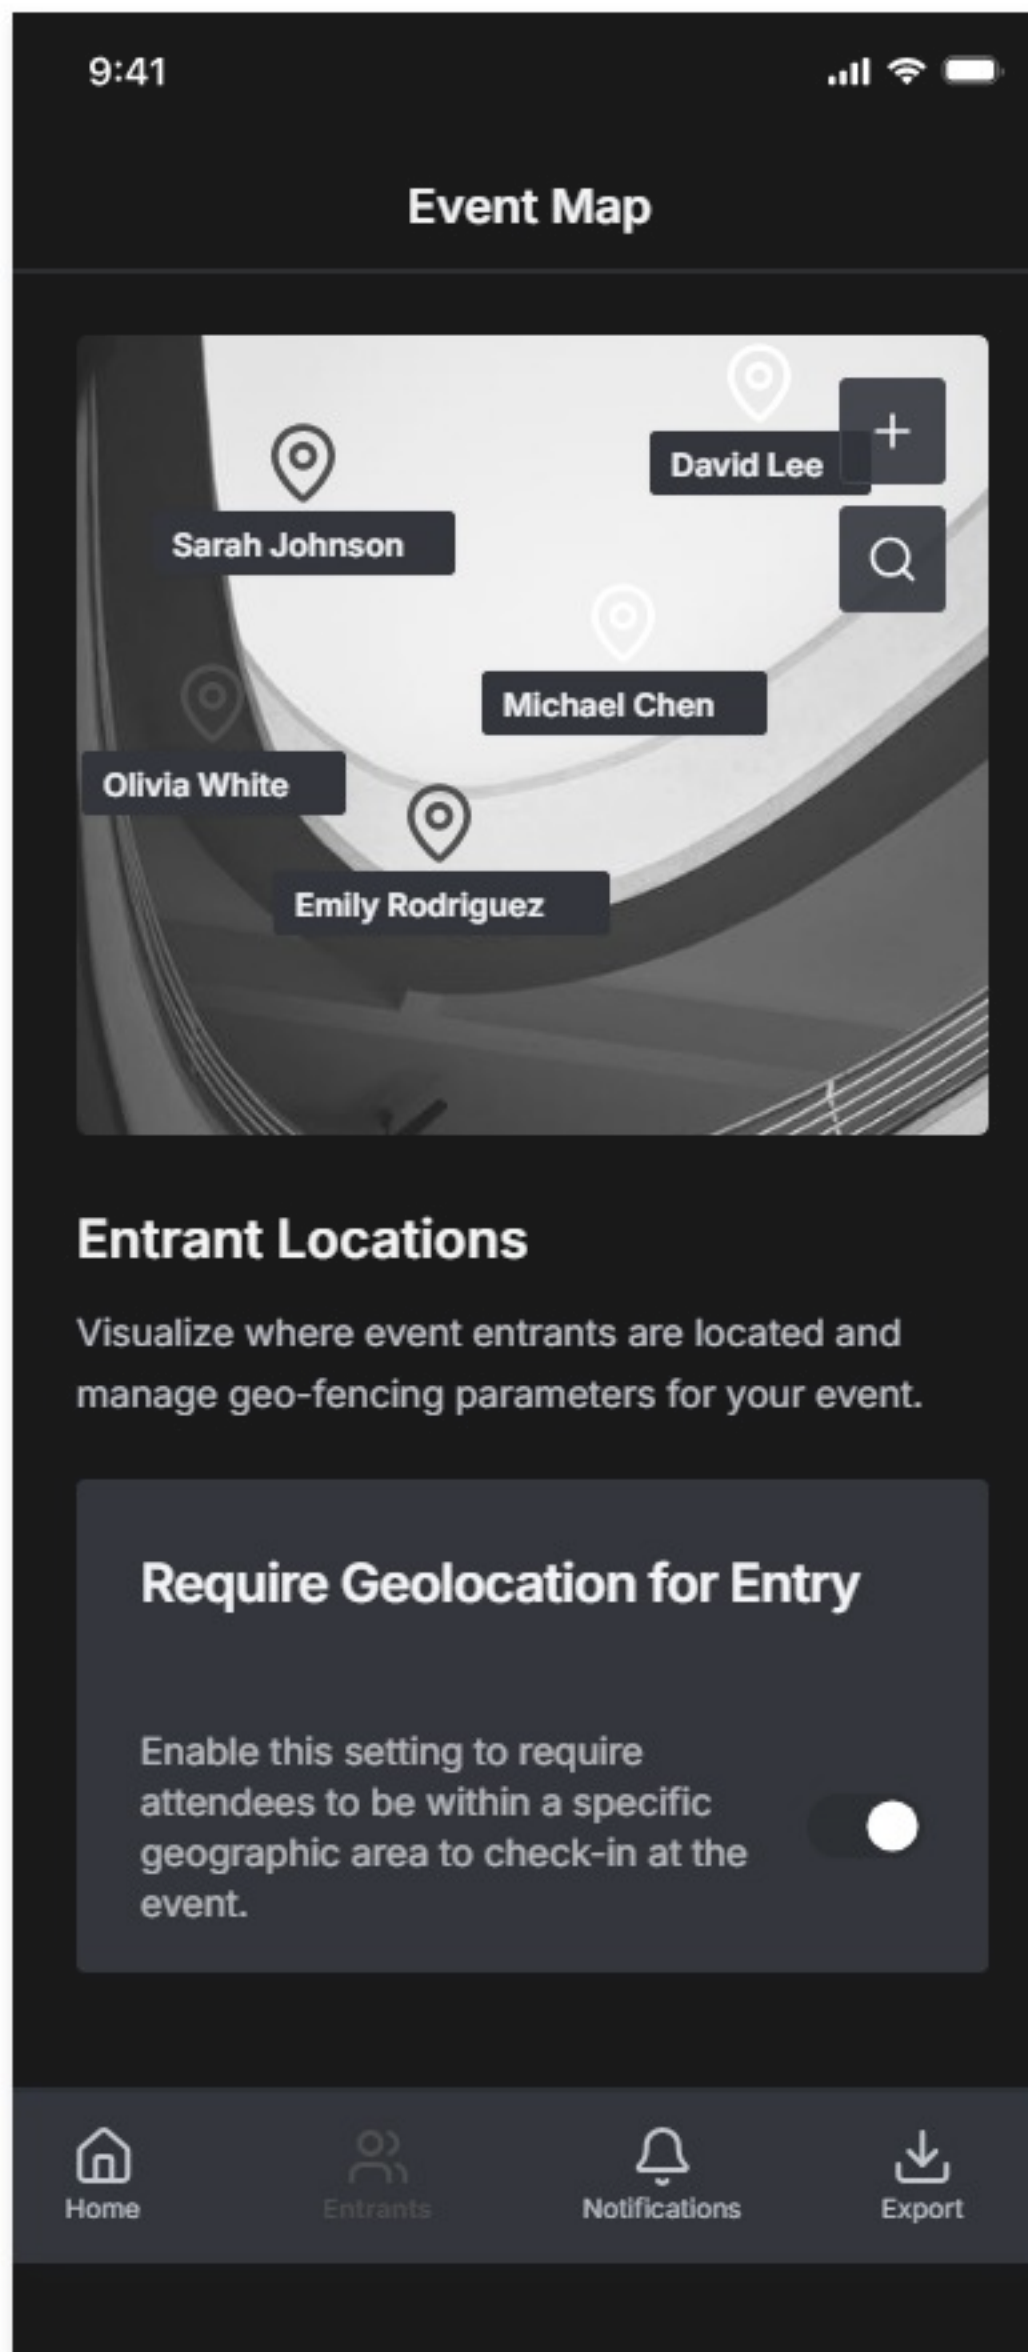 9:41
Event Map
David Lee
Sarah Johnson
Michael Chen
Olivia White
Emily Rodriguez
Entrant Locations
Visualize where event entrants are located and
manage geo-fencing parameters for your event.
Require Geolocation for Entry
Enable this setting to require
attendees to be within a specific
geographic area to check-in at the
event.
Home
Entrants
Notifications
Export